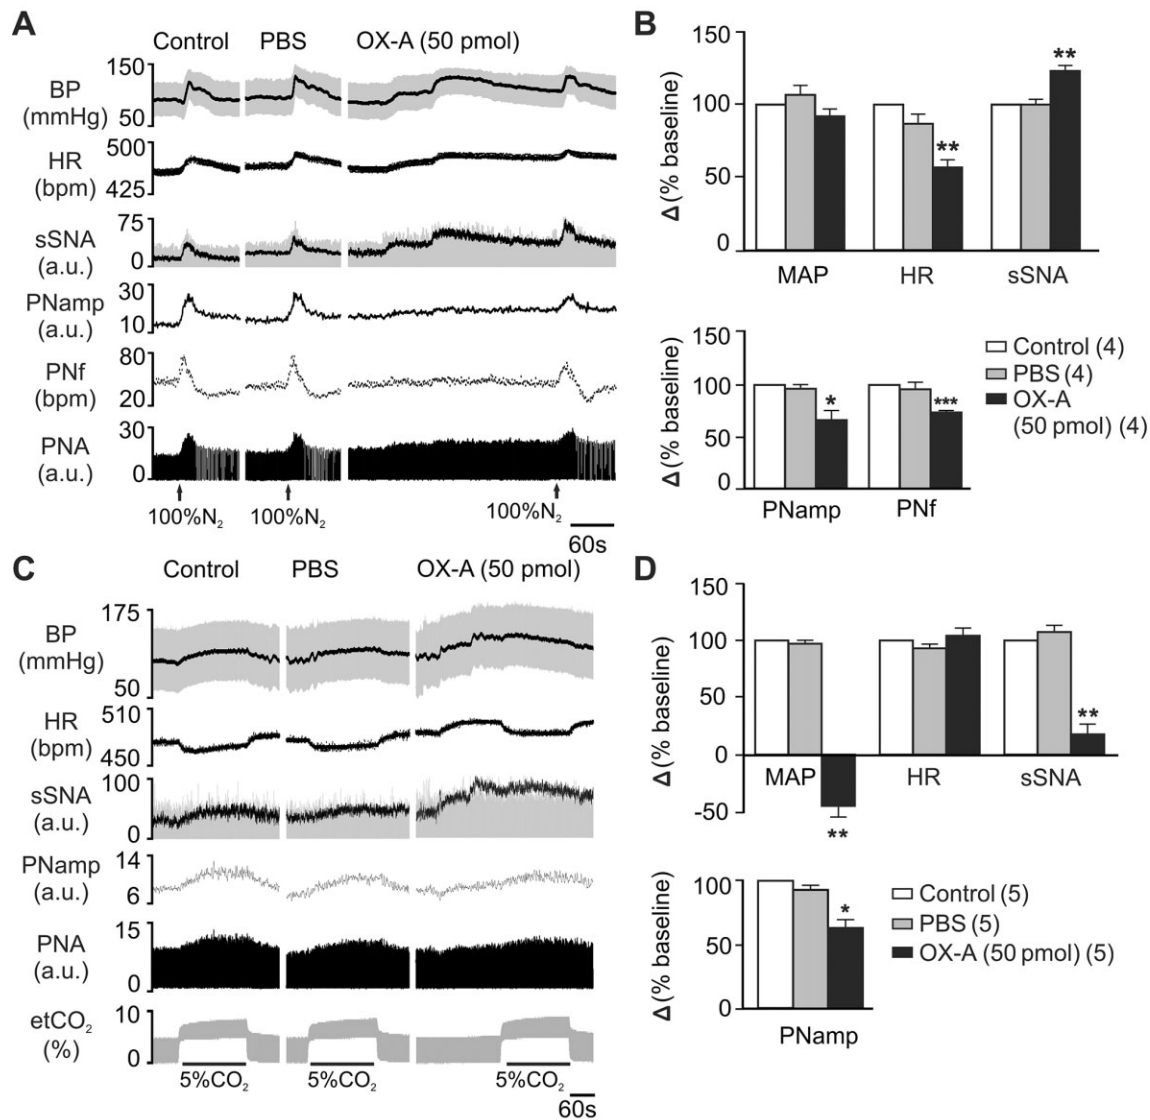 A
Control PBS OX-A (50 pmol)
BP
(mmHg)
150
50
HR
(bpm)
500
425
sSNA
(a.u.)
75
0
PNamp
(a.u.)
30
10
PNf
(bpm)
80
20
PNA
(a.u.)
30
0
100%N₂ 100%N₂ 100%N₂
60s
B
Δ (% baseline)
150
100
50
0
** **
MAP HR sSNA
Δ (% baseline)
150
100
50
0
* ***
PNamp PNf
Control (4)
PBS (4)
OX-A
(50 pmol) (4)
C
Control PBS OX-A (50 pmol)
BP
(mmHg)
175
50
HR
(bpm)
510
450
sSNA
(a.u.)
100
0
PNamp
(a.u.)
14
6
PNA
(a.u.)
15
0
etCO₂
(%)
10
0
5%CO₂ 5%CO₂ 5%CO₂
60s
D
Δ (% baseline)
150
100
50
0
-50
MAP HR sSNA
** **
Δ (% baseline)
100
50
0
*
PNamp
Control (5)
PBS (5)
OX-A (50 pmol) (5)